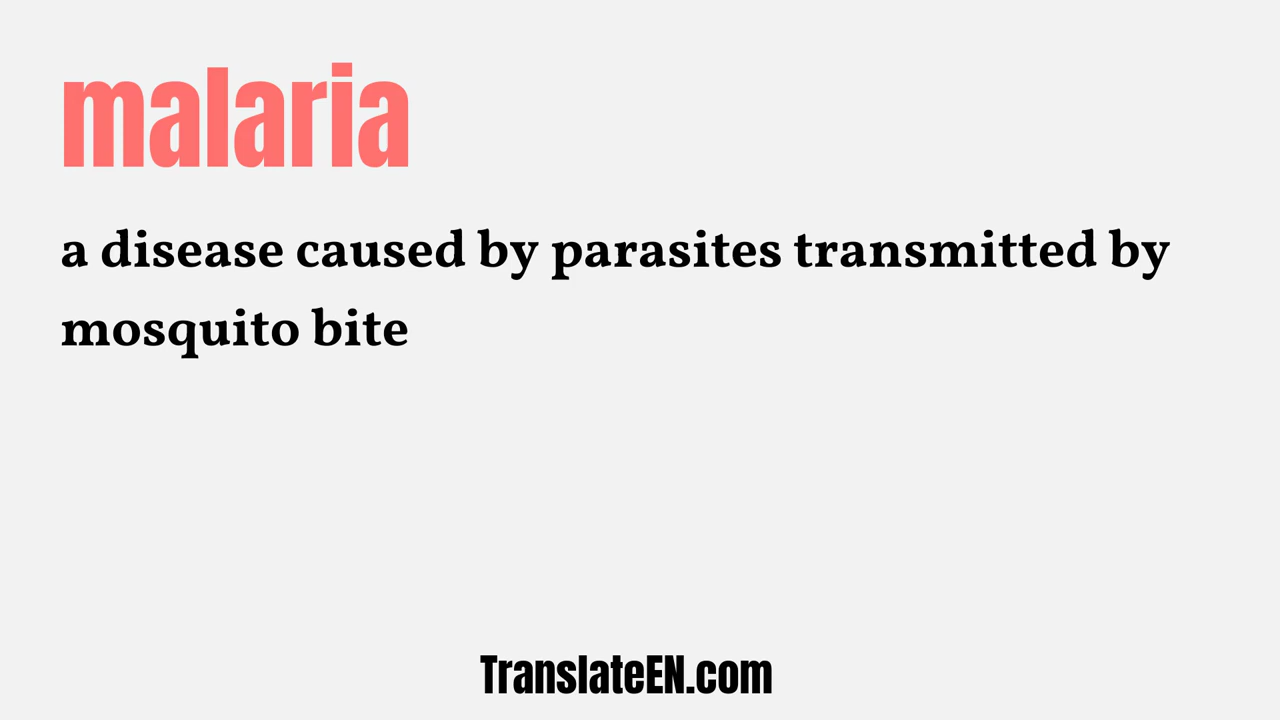 malaria
a disease caused by parasites transmitted by
mosquito bite
TranslateEN.com